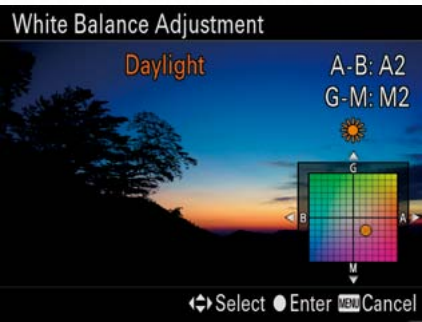 White Balance Adjustment
Daylight
A-B: A2
G-M: M2
G
B
A
M
Select Enter MENU Cancel